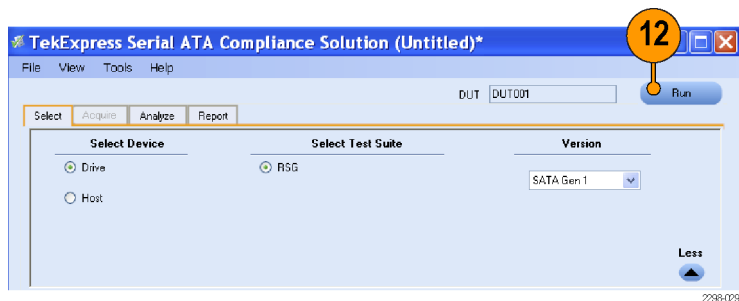 TekExpress Serial ATA Compliance Solution (Untitled)*
12
File View Tools Help
DUT DUT001 Run
Select Acquire Analyze Report
Select Device Select Test Suite Version
Drive RSG SATA Gen 1
Host
Less
2298-029